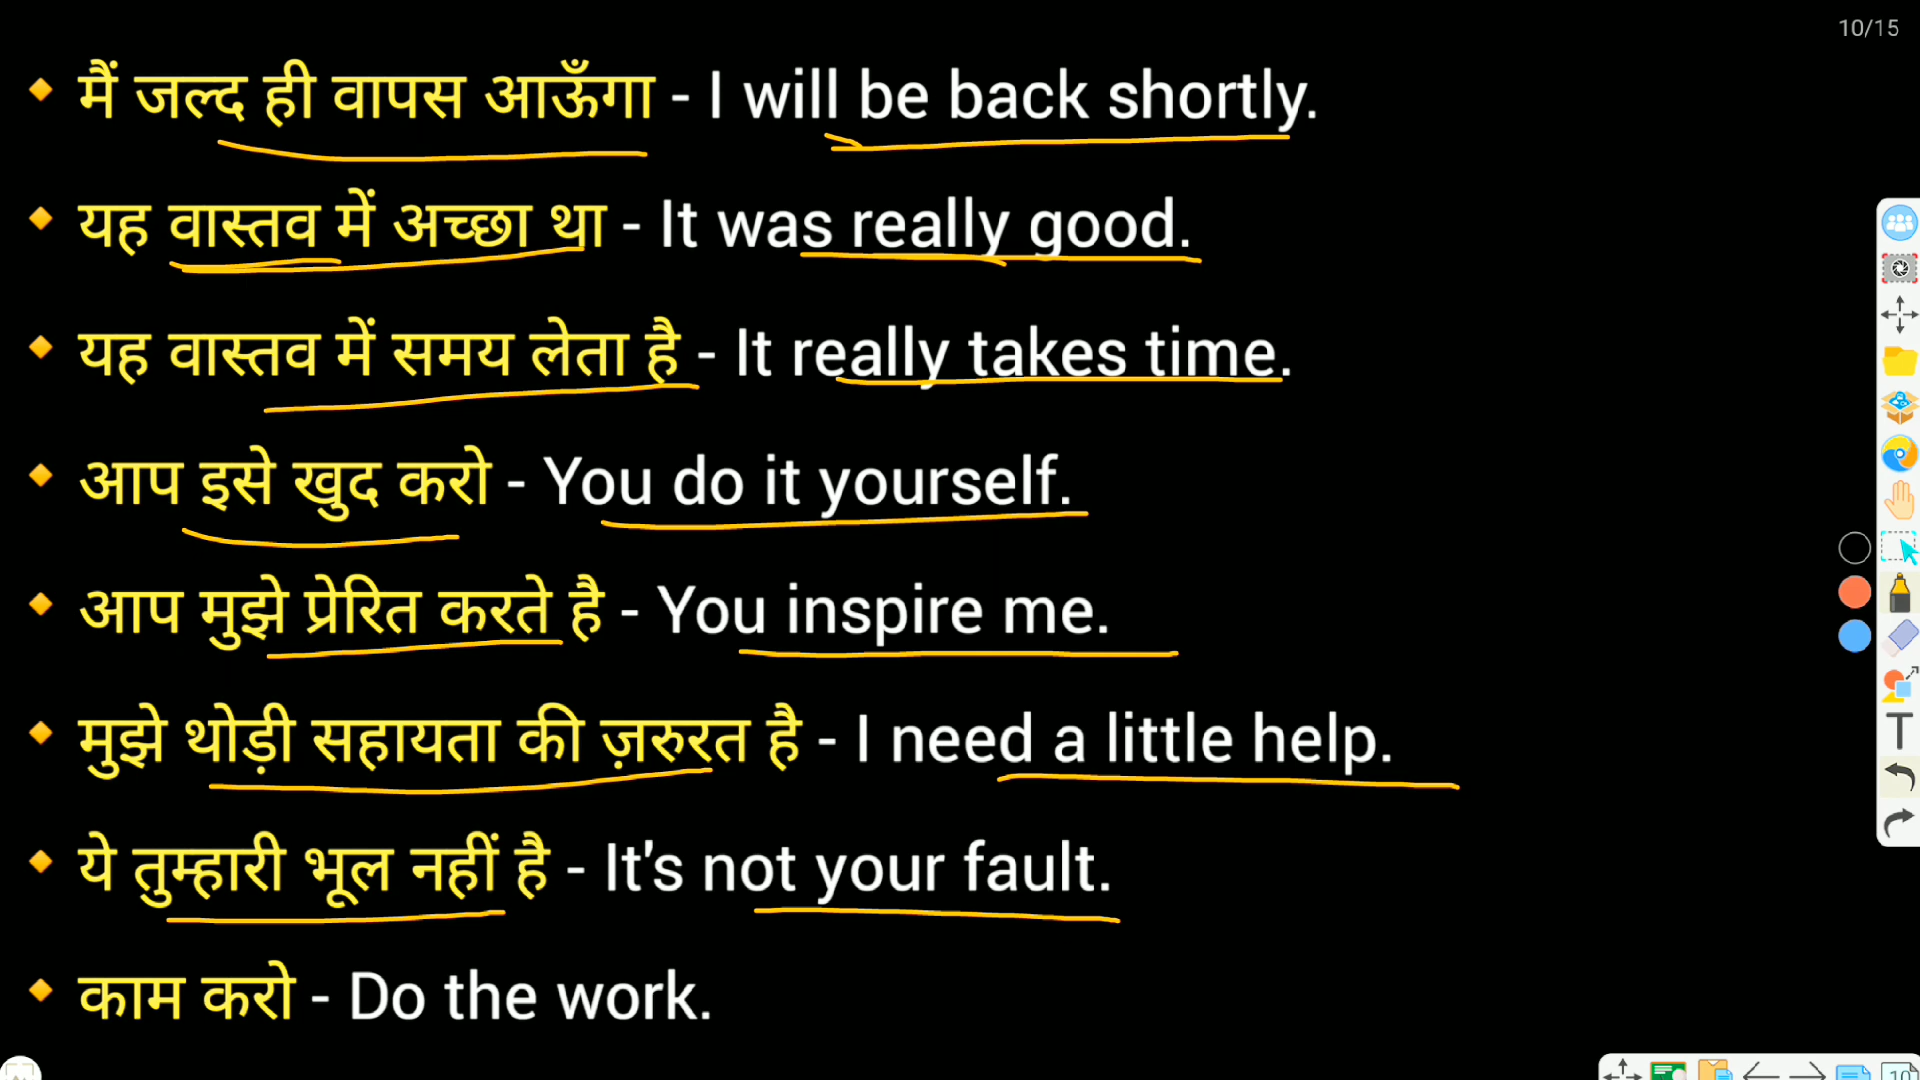 10/15
मैं जल्द ही वापस आऊँगा - I will be back shortly.
यह वास्तव में अच्छा था - It was really good.
यह वास्तव में समय लेता है - It really takes time.
आप इसे खुद करो - You do it yourself.
आप मुझे प्रेरित करते है - You inspire me.
मुझे थोड़ी सहायता की ज़रुरत है - I need a little help.
ये तुम्हारी भूल नहीं है - It's not your fault.
काम करो - Do the work.
T
10